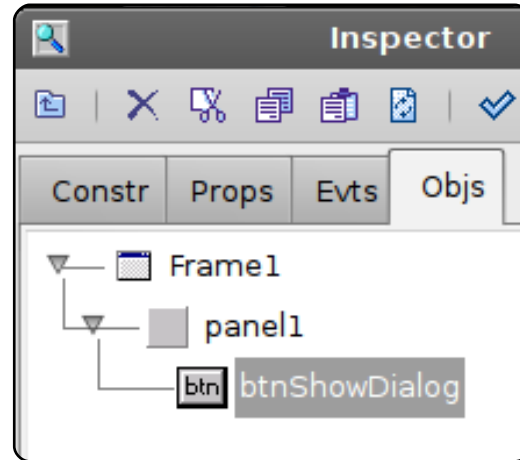 Inspector
Constr Props Evts Objs
Frame1
panel1
btn btnShowDialog